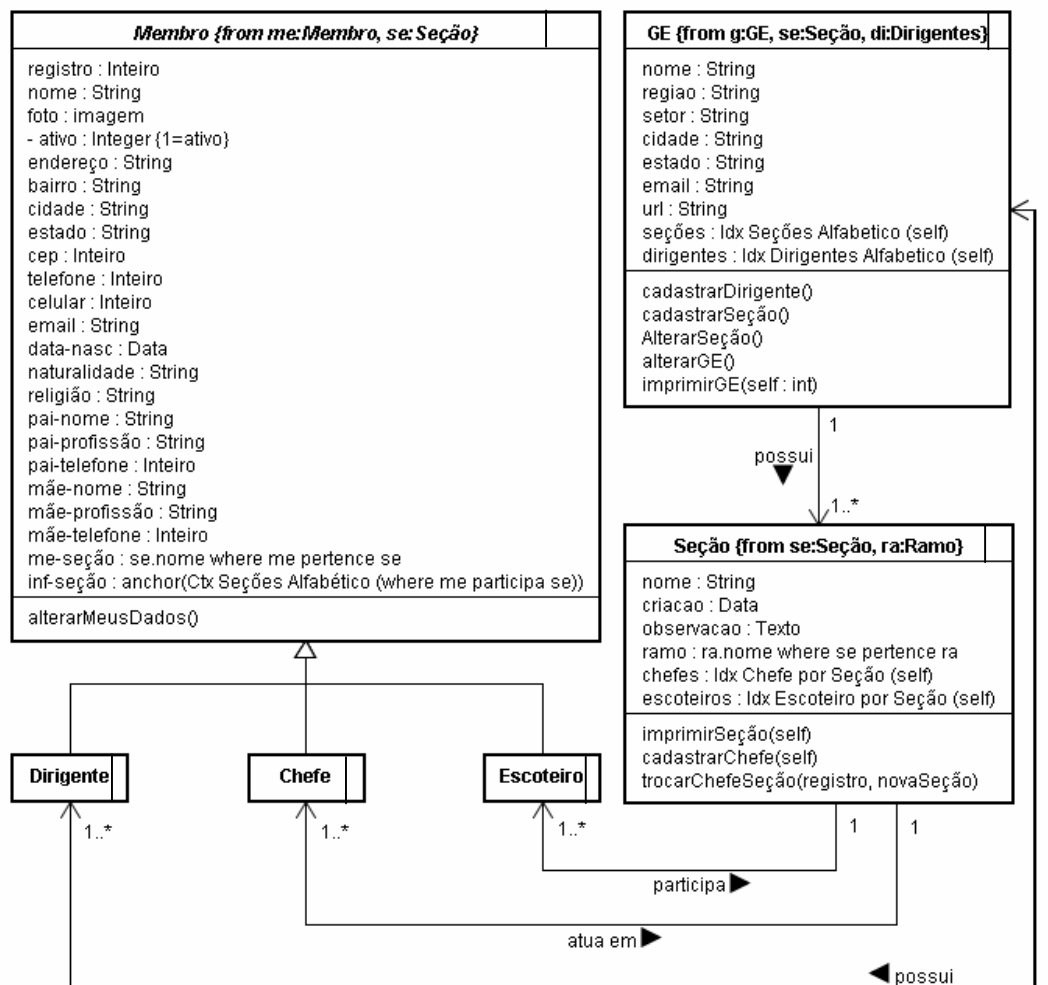 Membro {from me:Membro, se:Seção}
registro : Inteiro
nome : String
foto : imagem
- ativo : Integer {1=ativo}
endereço : String
bairro : String
cidade : String
estado : String
cep : Inteiro
telefone : Inteiro
celular : Inteiro
email : String
data-nasc : Data
naturalidade : String
religião : String
pai-nome : String
pai-profissão : String
pai-telefone : Inteiro
mãe-nome : String
mãe-profissão : String
mãe-telefone : Inteiro
me-seção : se.nome where me pertence se
inf-seção : anchor(Ctx Seções Alfabético (where me participa se))
alterarMeusDados()
GE {from g:GE, se:Seção, di:Dirigentes}
nome : String
regiao : String
setor : String
cidade : String
estado : String
email : String
url : String
seções : Idx Seções Alfabetico (self)
dirigentes : Idx Dirigentes Alfabetico (self)
cadastrarDirigente()
cadastrarSeção()
AlterarSeção()
alterarGE()
imprimirGE(self : int)
1
possui
1..*
Seção {from se:Seção, ra:Ramo}
nome : String
criacao : Data
observacao : Texto
ramo : ra.nome where se pertence ra
chefes : Idx Chefe por Seção (self)
escoteiros : Idx Escoteiro por Seção (self)
imprimirSeção(self)
cadastrarChefe(self)
trocarChefeSeção(registro, novaSeção)
Dirigente
Chefe
Escoteiro
1..*
1..*
1..*
1
1
participa
atua em
possui